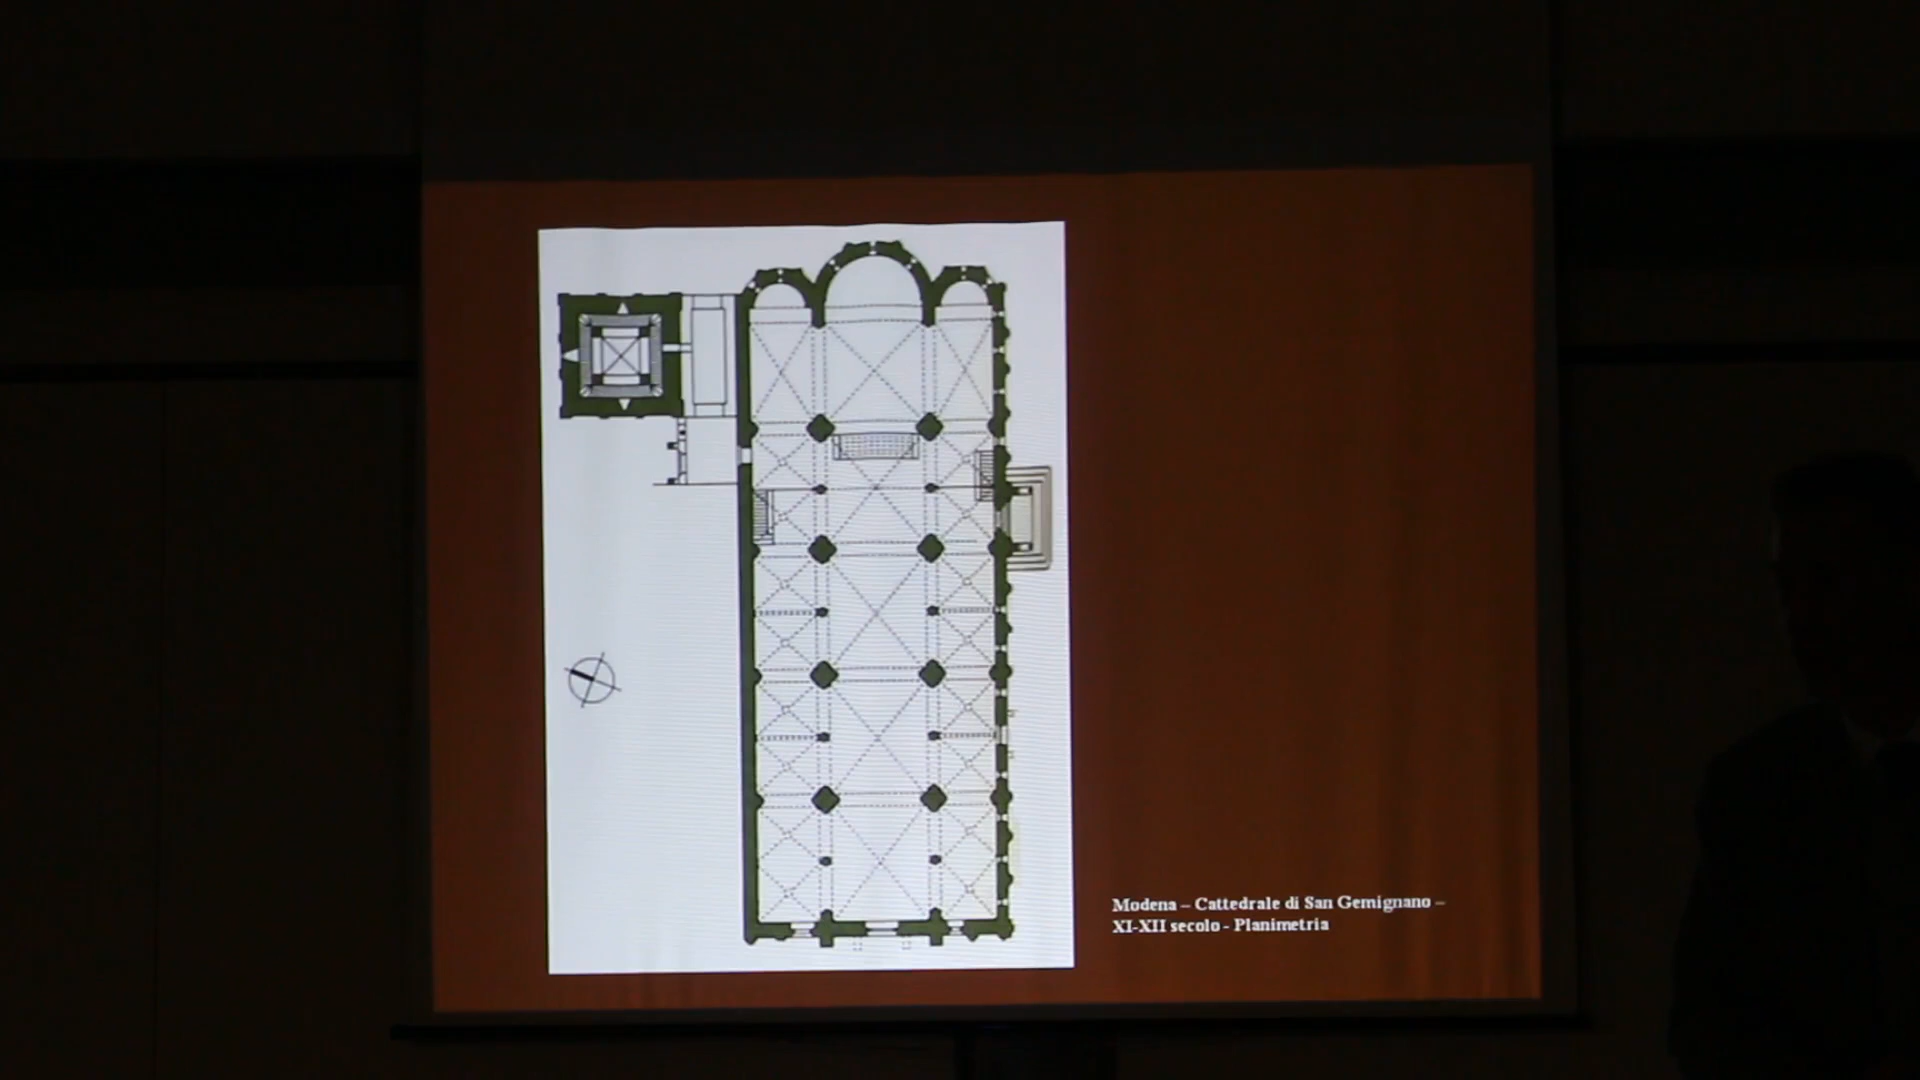 Modena – Cattedrale di San Gemignano –
XI-XII secolo - Planimetria